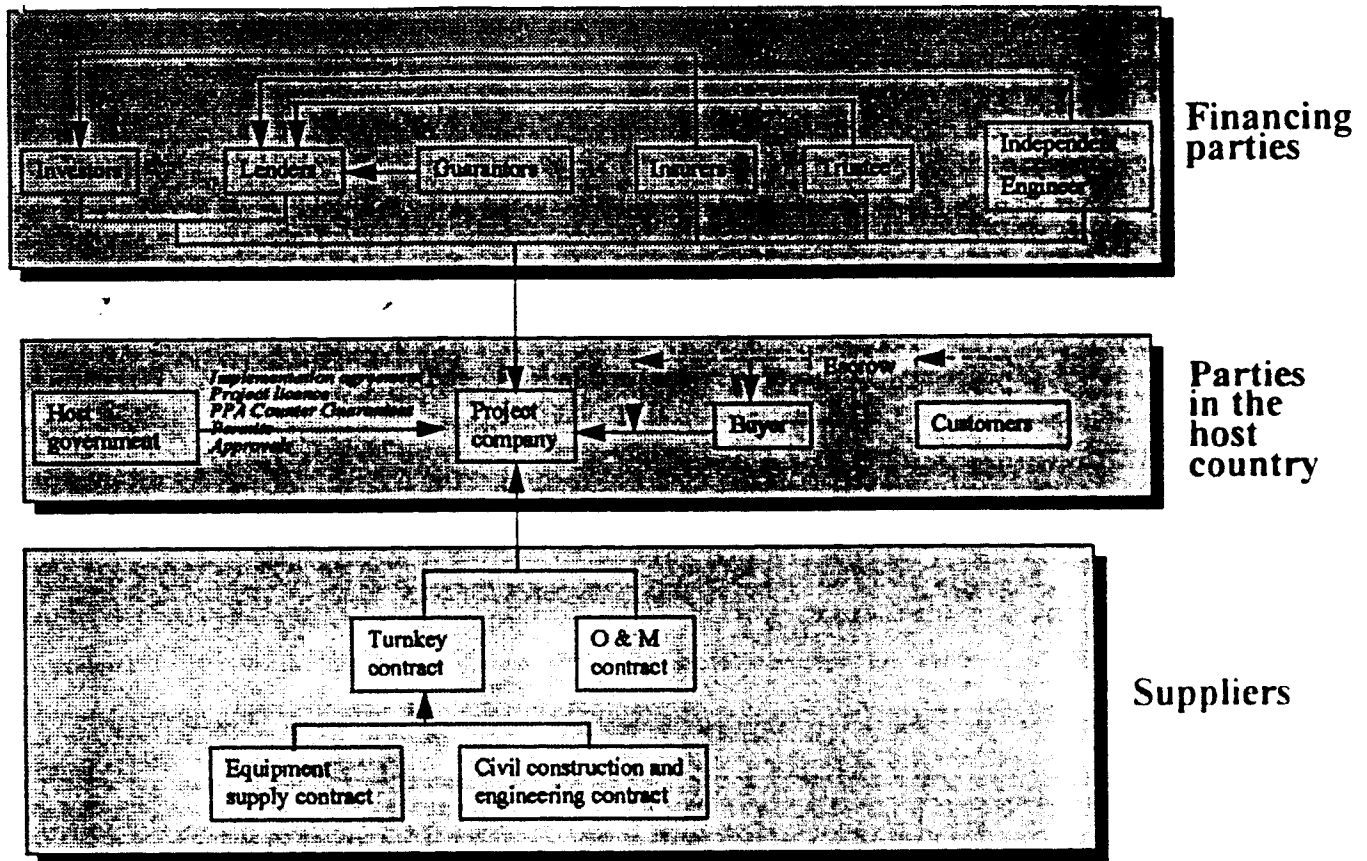 Financing
parties
Investors
Lenders
Guarantors
Insurers
Trustee
Independent
Engineer
Parties
in the
host
country
Host
government
Implementation agreement
Project licence
PPA Counter Guarantees
Permits
Approvals
Project
company
Escrow
Buyer
Customers
Suppliers
Turnkey
contract
O & M
contract
Equipment
supply contract
Civil construction and
engineering contract